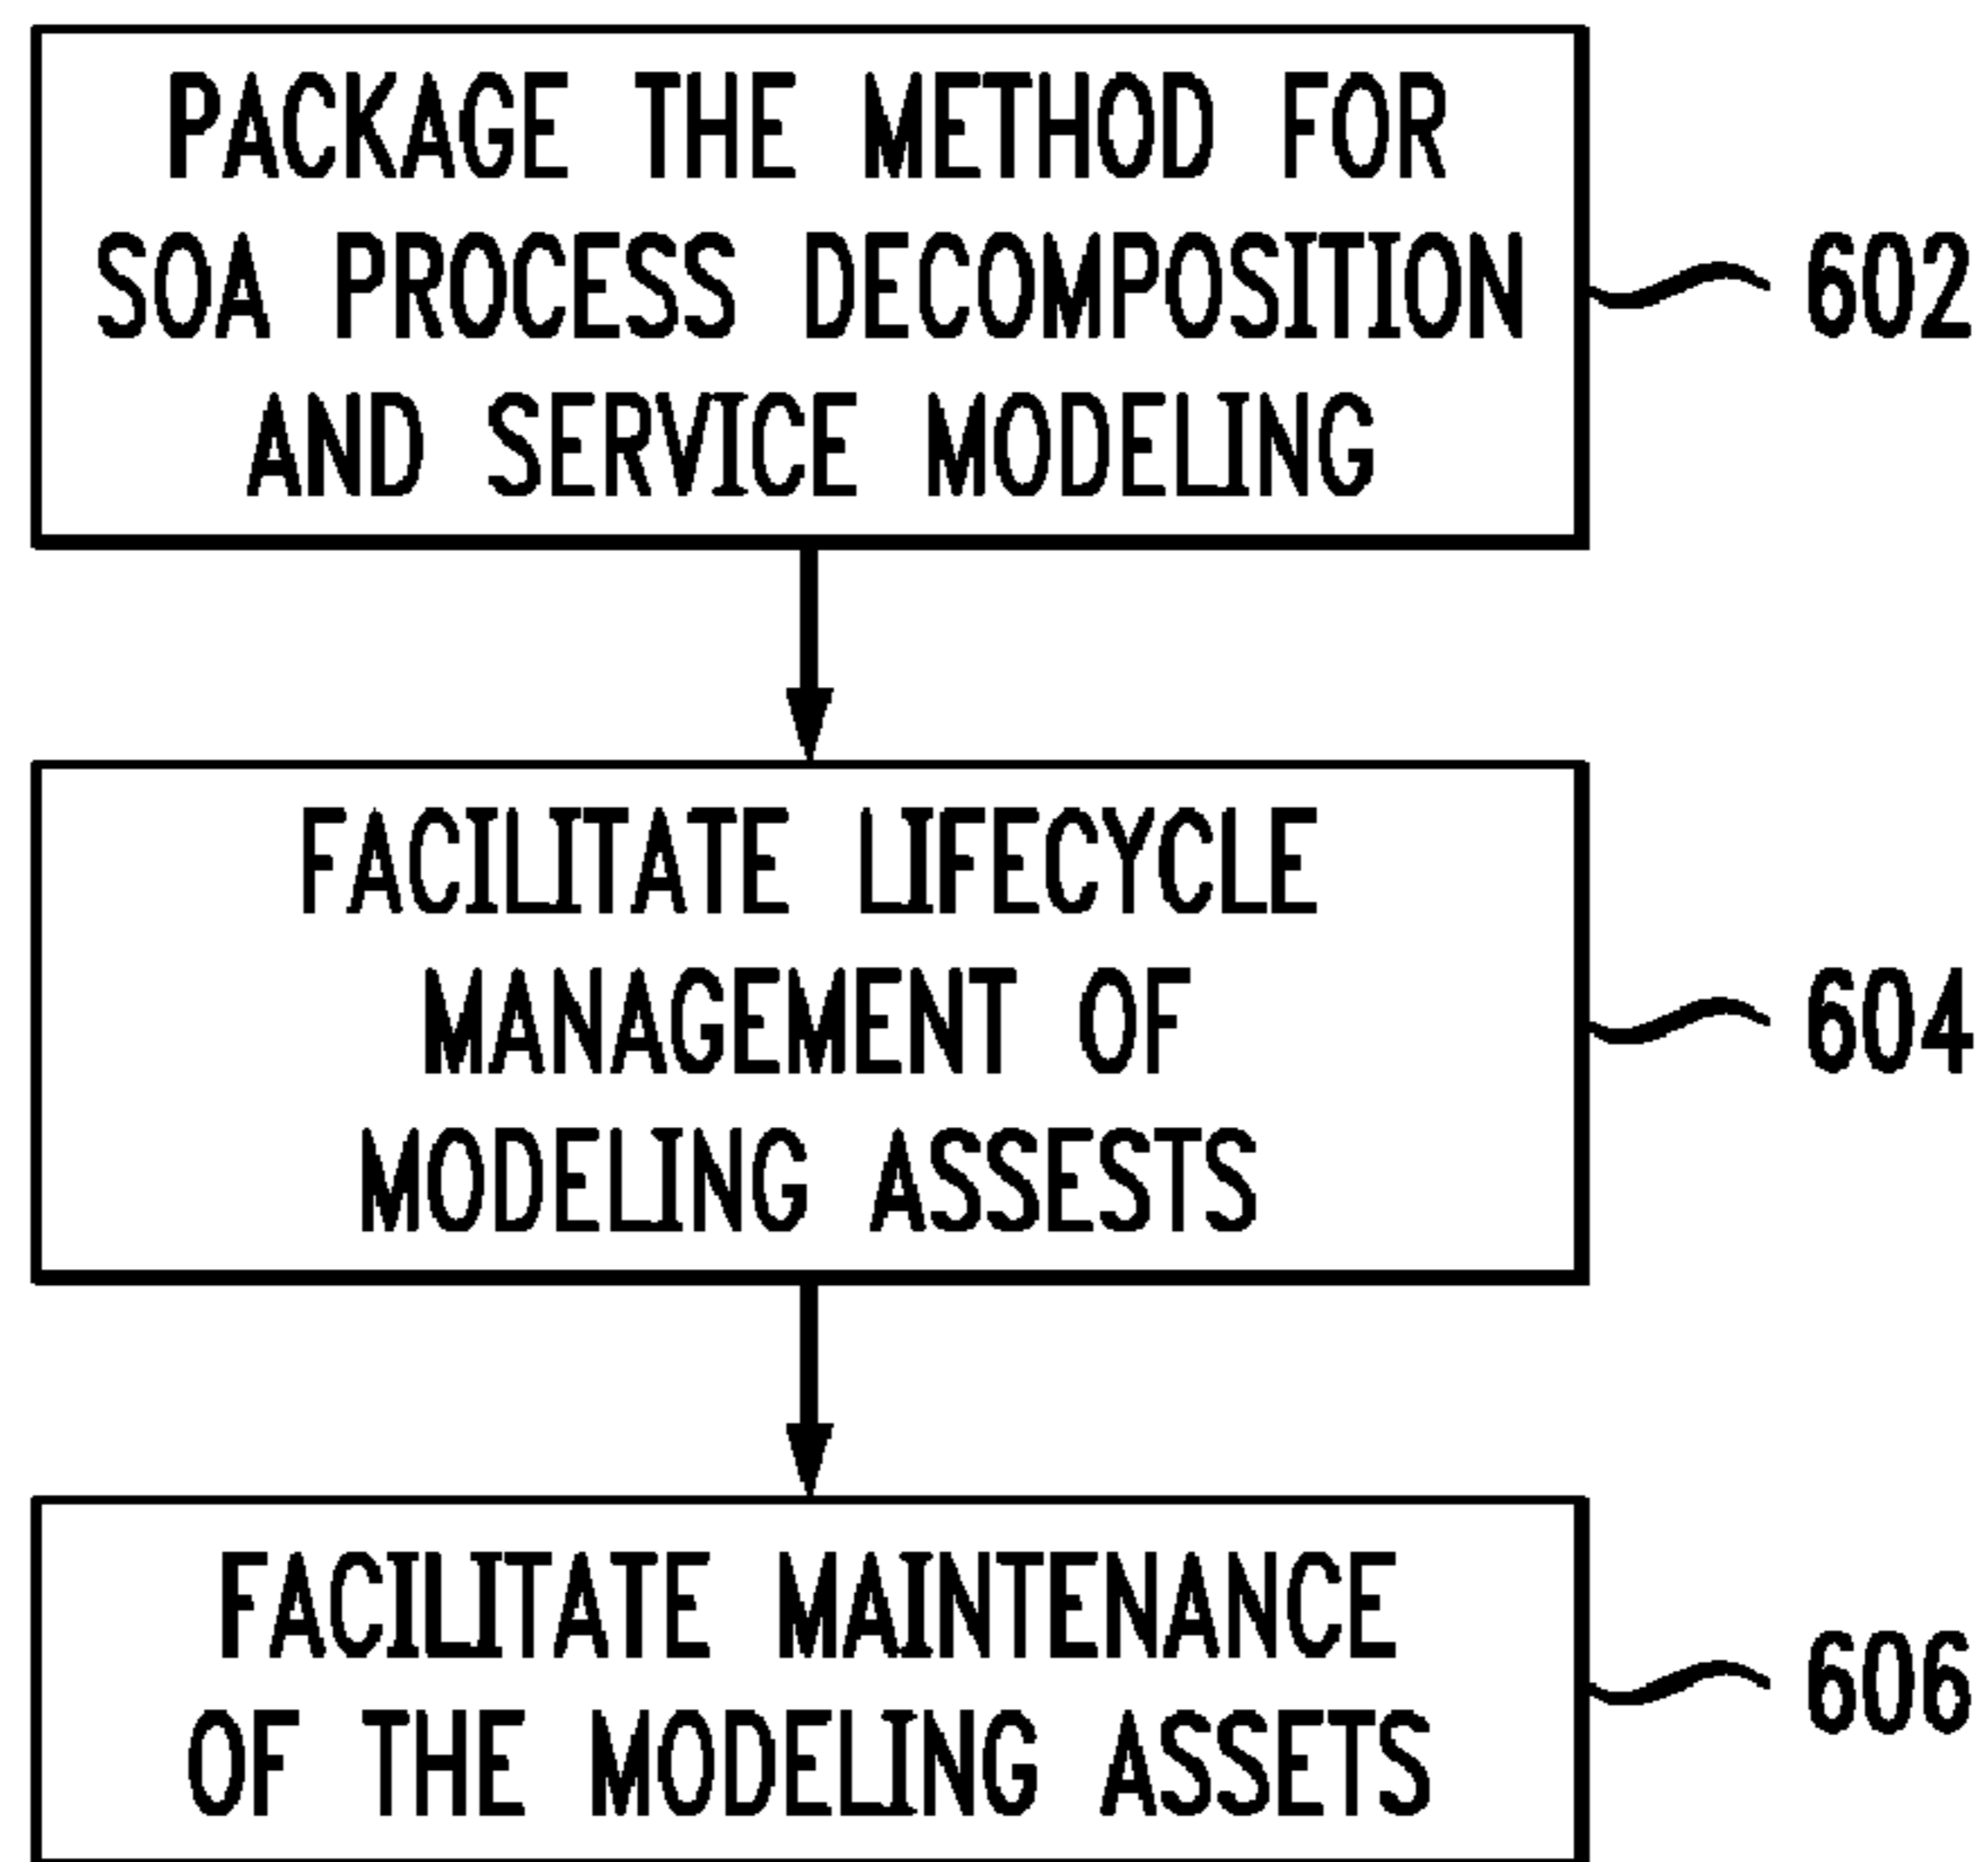 PACKAGE THE METHOD FOR
SOA PROCESS DECOMPOSITION
AND SERVICE MODELING
602
FACILITATE LIFECYCLE
MANAGEMENT OF
MODELING ASSESTS
604
FACILITATE MAINTENANCE
OF THE MODELING ASSETS
606